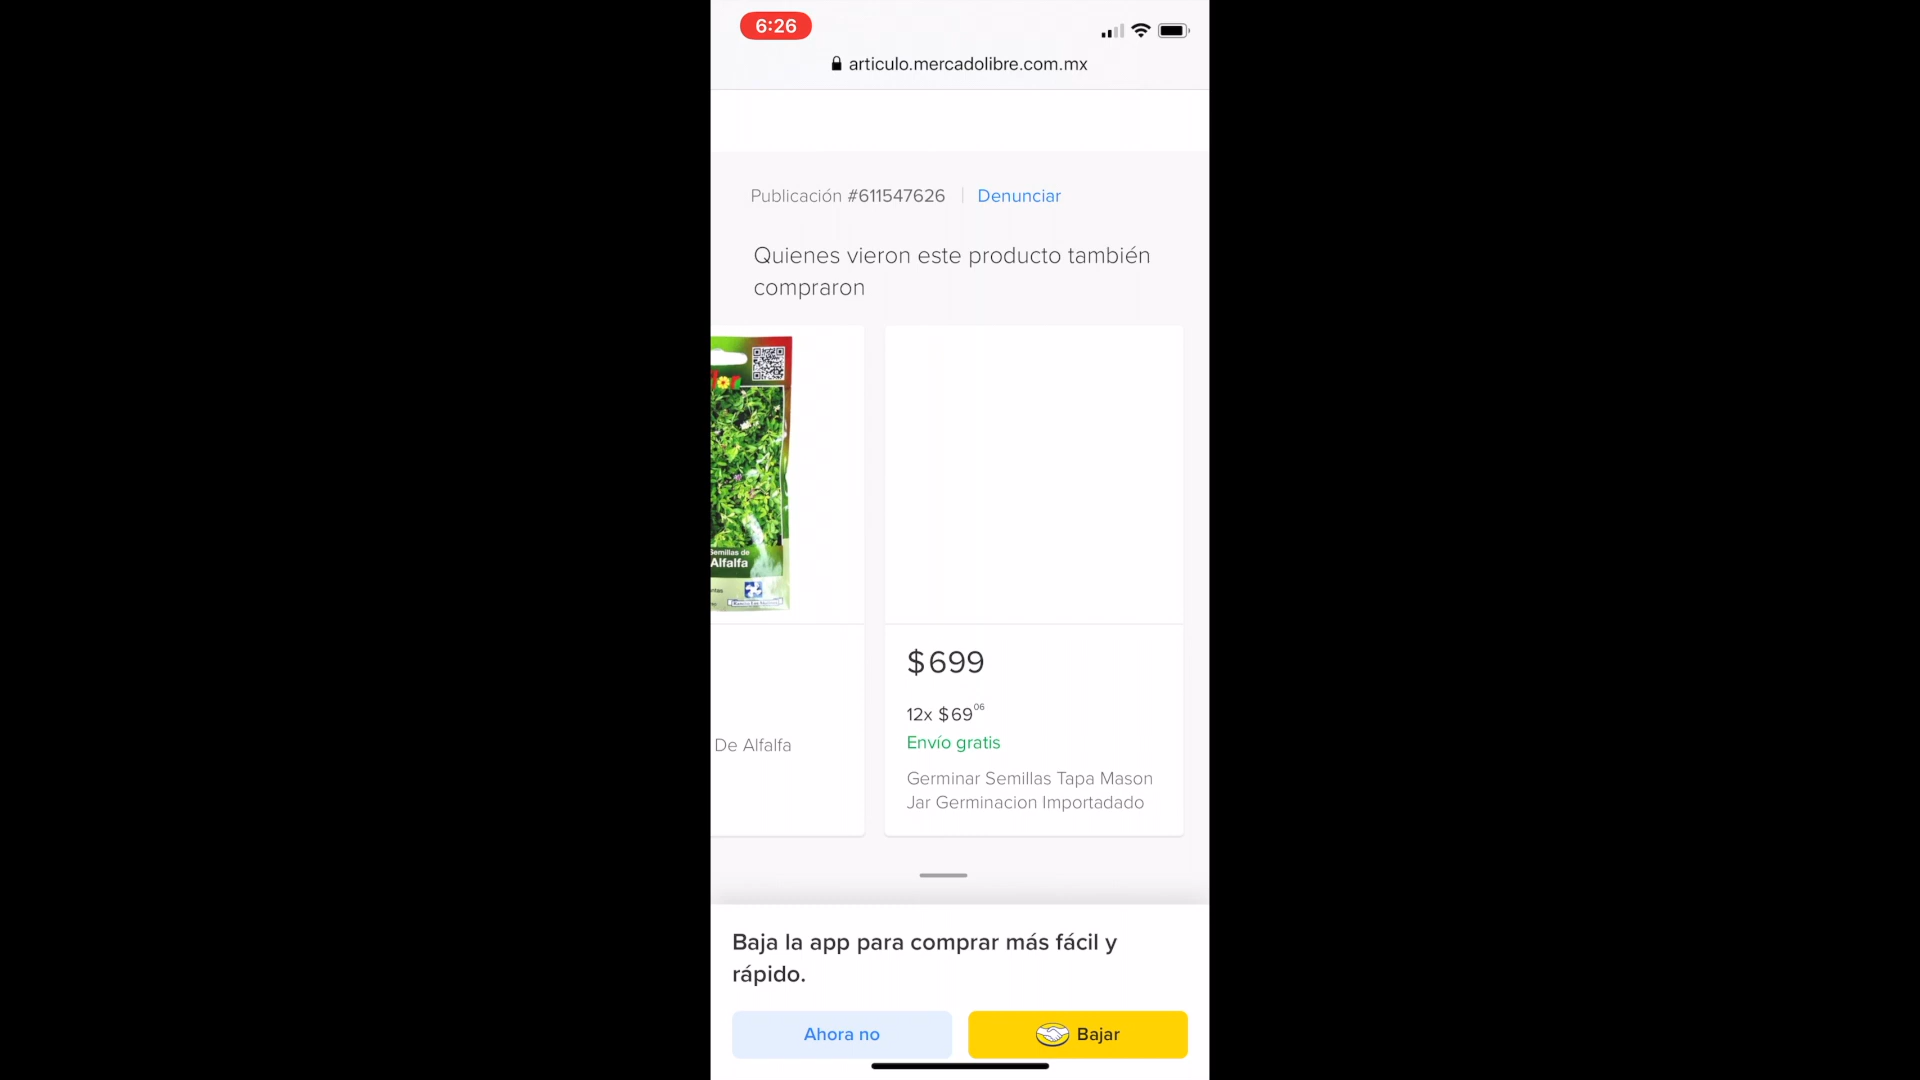 6:26
articulo.mercadolibre.com.mx
Publicación #611547626 | Denunciar
Quienes vieron este producto también
compraron
Semillas de
Alfalfa
De Alfalfa
$ 699
12x $ 69 06
Envío gratis
Germinar Semillas Tapa Mason
Jar Germinacion Importadado
Baja la app para comprar más fácil y
rápido.
Ahora no
Bajar